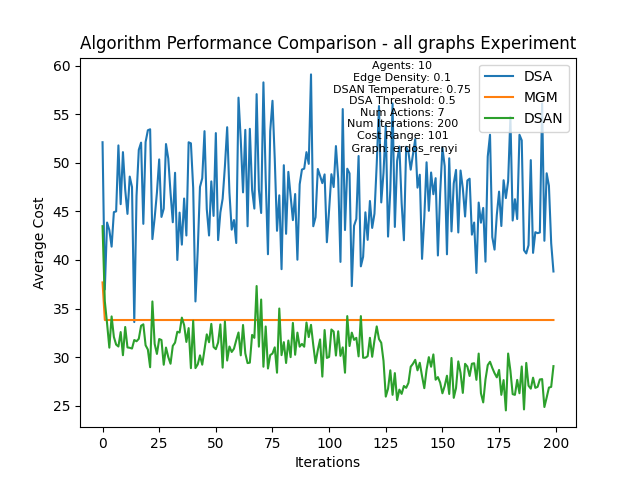 Algorithm Performance Comparison - all graphs Experiment
Agents: 10
Edge Density: 0.1
DSAN Temperature: 0.75
DSA Threshold: 0.5
Num Actions: 7
Num Iterations: 200
Cost Range: 101
Graph: erdos_renyi
DSA
MGM
DSAN
60
55
50
45
40
35
30
25
Average Cost
0 25 50 75 100 125 150 175 200
Iterations